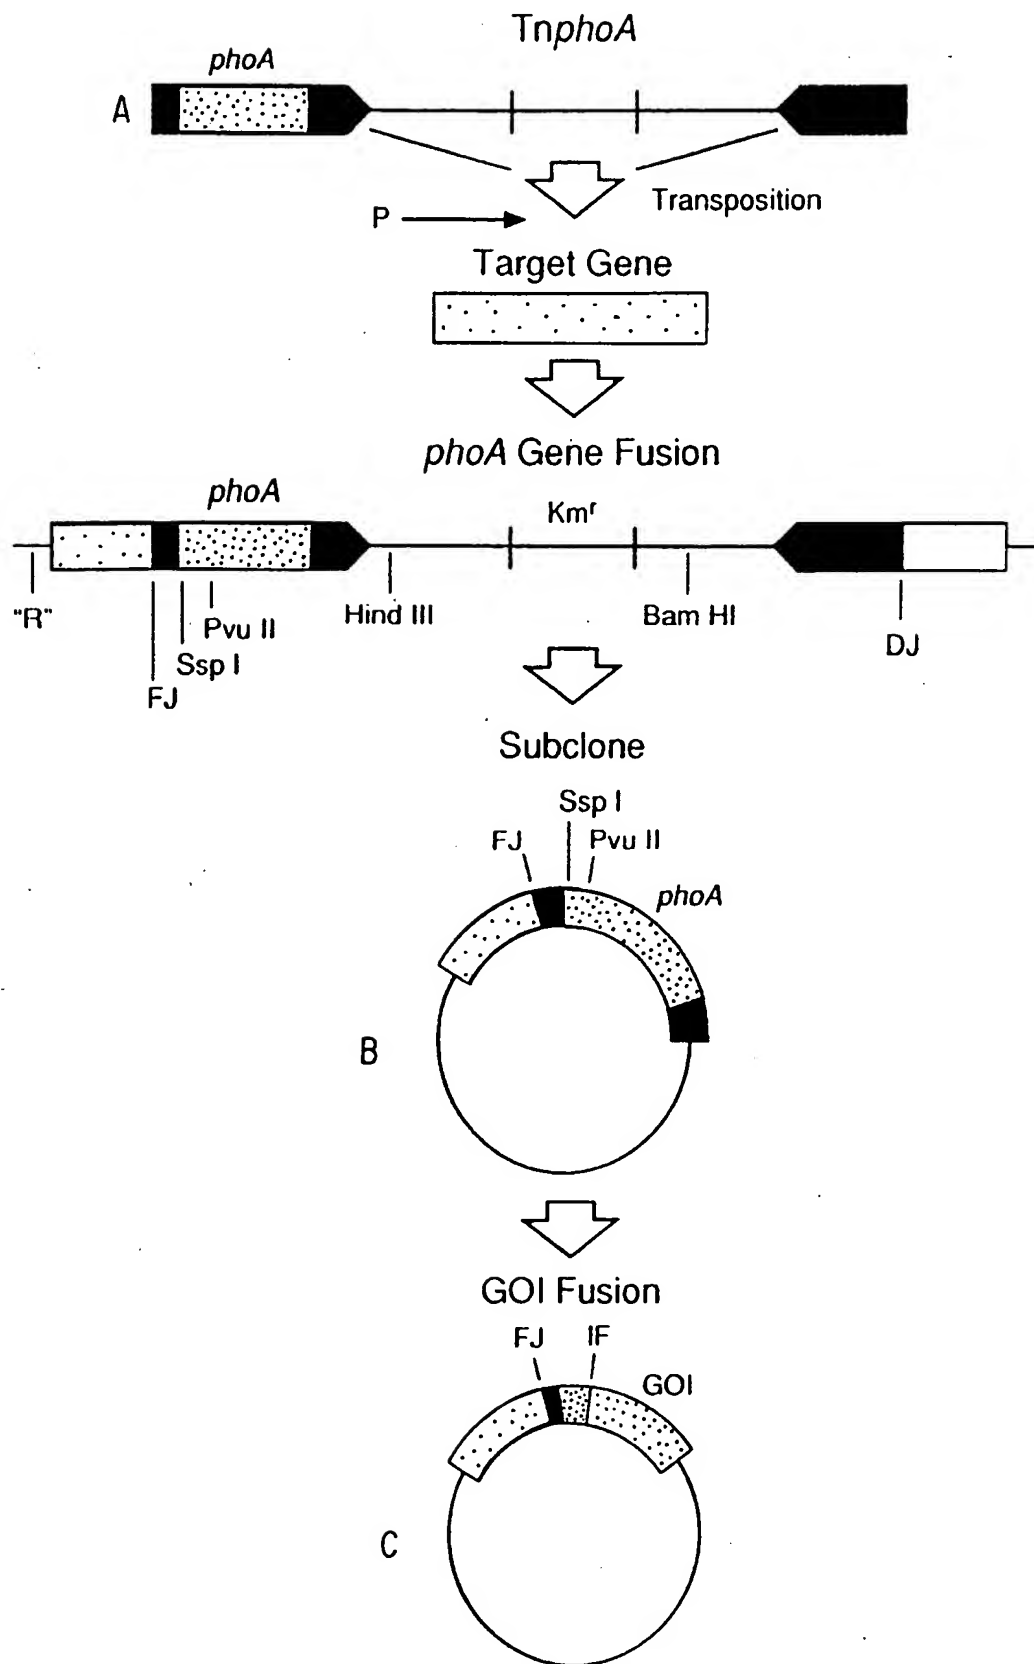 TnphoA
phoA
A
Transposition
P
Target Gene
phoA Gene Fusion
phoA
Kmʳ
"R"
Pvu II
Hind III
Bam HI
Ssp I
DJ
FJ
Subclone
Ssp I
FJ
Pvu II
phoA
B
GOI Fusion
FJ
IF
GOI
C